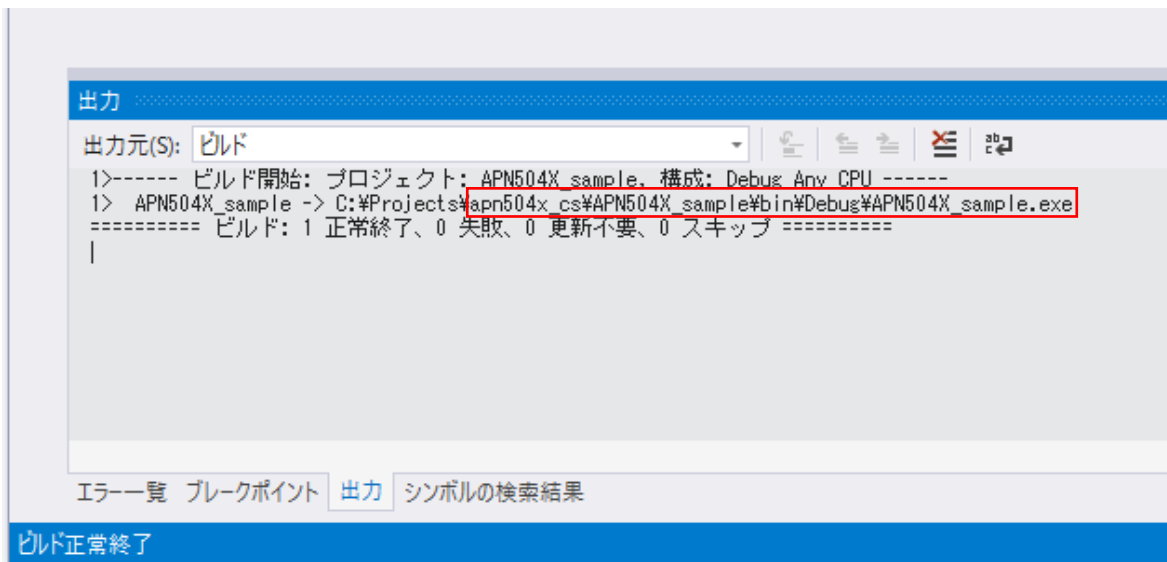 出力
出力元(S): ビルド
1>------ ビルド開始: プロジェクト: APN504X_sample, 構成: Debug Any CPU ------
1>  APN504X_sample -> C:¥Projects¥apn504x_cs¥APN504X_sample¥bin¥Debug¥APN504X_sample.exe
========== ビルド: 1 正常終了、0 失敗、0 更新不要、0 スキップ ==========
エラー一覧 ブレークポイント 出力 シンボルの検索結果
ビルド正常終了